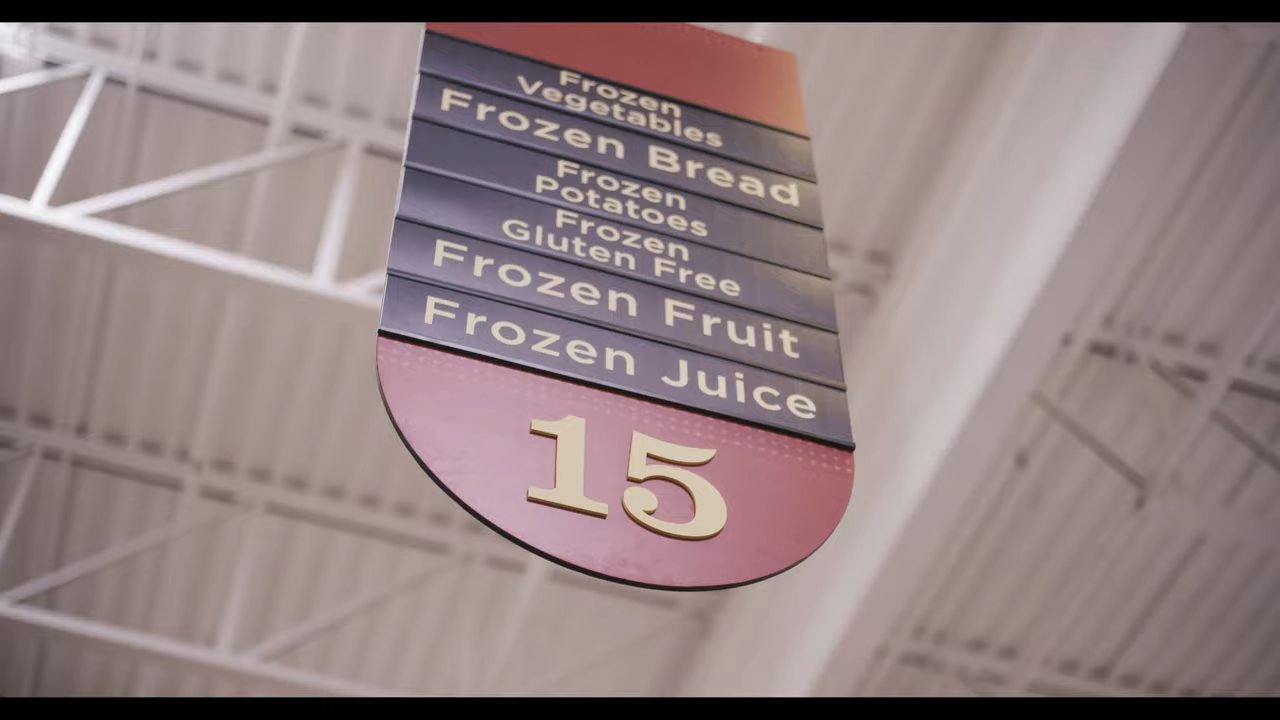 Frozen
Vegetables
Frozen Bread
Frozen
Potatoes
Frozen
Gluten Free
Frozen Fruit
Frozen Juice
15